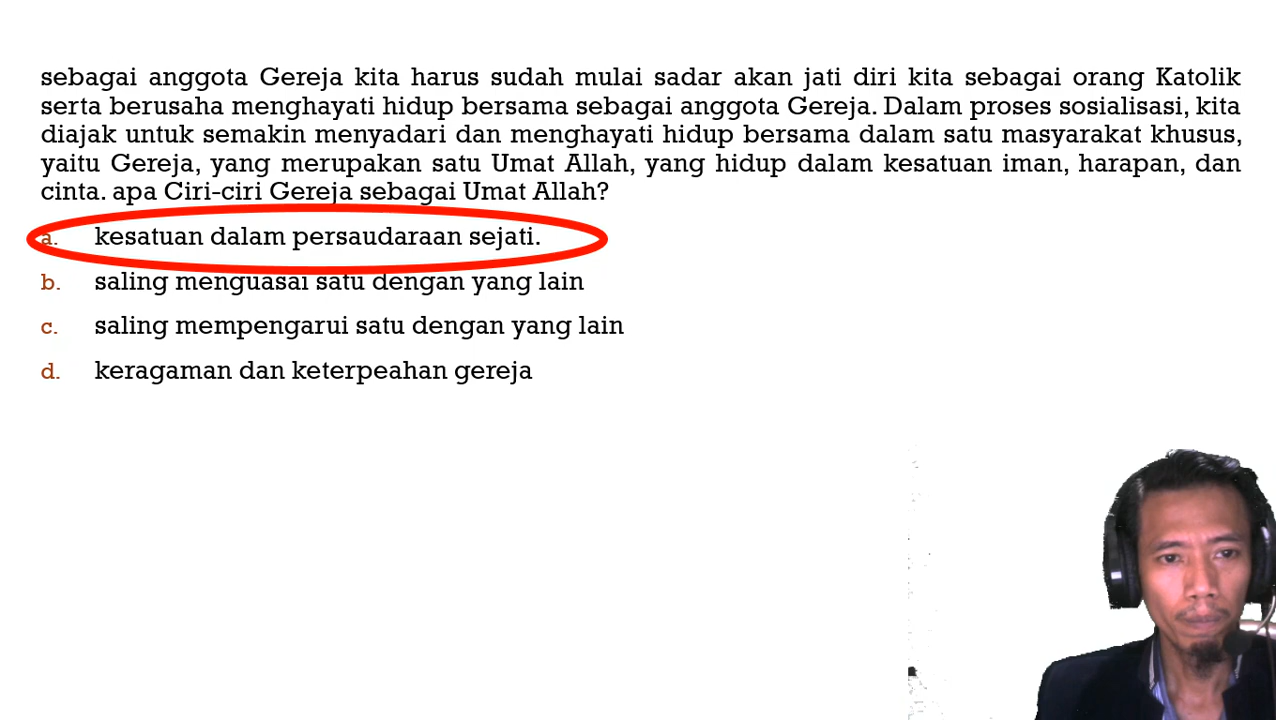 sebagai anggota Gereja kita harus sudah mulai sadar akan jati diri kita sebagai orang Katolik
serta berusaha menghayati hidup bersama sebagai anggota Gereja. Dalam proses sosialisasi, kita
diajak untuk semakin menyadari dan menghayati hidup bersama dalam satu masyarakat khusus,
yaitu Gereja, yang merupakan satu Umat Allah, yang hidup dalam kesatuan iman, harapan, dan
cinta. apa Ciri-ciri Gereja sebagai Umat Allah?
a. kesatuan dalam persaudaraan sejati.
b. saling menguasai satu dengan yang lain
c. saling mempengarui satu dengan yang lain
d. keragaman dan keterpeahan gereja